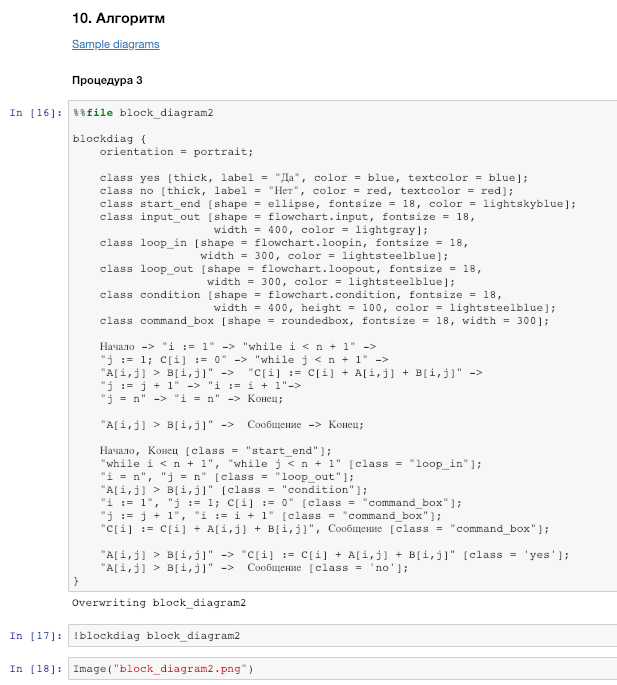 10. Алгоритм
Sample diagrams
Процедура 3
In [16]: %%file block_diagram2
blockdiag {
orientation = portrait;
class yes [thick, label = "Да", color = blue, textcolor = blue];
class no [thick, label = "Нет", color = red, textcolor = red];
class start_end [shape = ellipse, fontsize = 18, color = lightskyblue];
class input_out [shape = flowchart.input, fontsize = 18,
width = 400, color = lightgray];
class loop_in [shape = flowchart.loopin, fontsize = 18,
width = 300, color = lightsteelblue];
class loop_out [shape = flowchart.loopout, fontsize = 18,
width = 300, color = lightsteelblue];
class condition [shape = flowchart.condition, fontsize = 18,
width = 400, height = 100, color = lightsteelblue];
class command_box [shape = roundedbox, fontsize = 18, width = 300];
Начало -> "i := 1" -> "while i < n + 1" ->
"j := 1; C[i] := 0" -> "while j < n + 1" ->
"A[i,j] > B[i,j]" ->  "C[i] := C[i] + A[i,j] + B[i,j]" ->
"j := j + 1" -> "i := i + 1"->
"j = n" -> "i = n" -> Конец;
"A[i,j] > B[i,j]" ->  Сообщение -> Конец;
Начало, Конец [class = "start_end"];
"while i < n + 1", "while j < n + 1" [class = "loop_in"];
"i = n", "j = n" [class = "loop_out"];
"A[i,j] > B[i,j]" [class = "condition"];
"i := 1", "j := 1; C[i] := 0" [class = "command_box"];
"j := j + 1", "i := i + 1" [class = "command_box"];
"C[i] := C[i] + A[i,j] + B[i,j]", Сообщение [class = "command_box"];
"A[i,j] > B[i,j]" -> "C[i] := C[i] + A[i,j] + B[i,j]" [class = 'yes'];
"A[i,j] > B[i,j]" ->  Сообщение [class = 'no'];
}
Overwriting block_diagram2
In [17]: !blockdiag block_diagram2
In [18]: Image("block_diagram2.png")